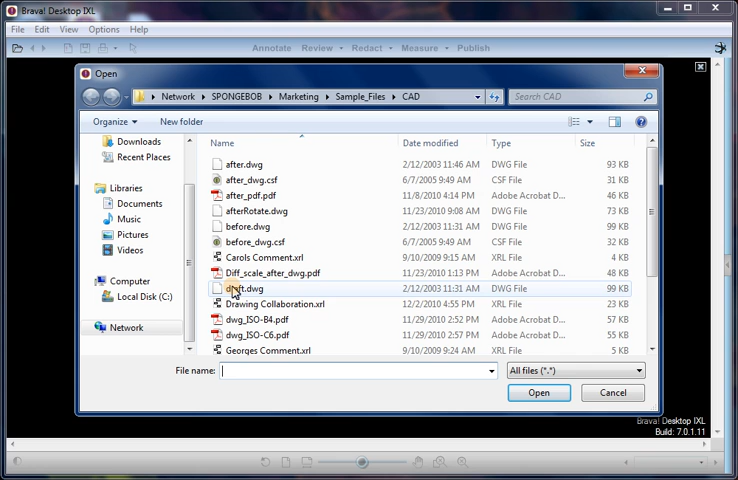 Brava! Desktop IXL
File Edit View Options Help
Annotate Review Redact Measure Publish
Open
Network SPONGEBOB Marketing Sample_Files CAD Search CAD
Organize New folder
Name Date modified Type Size
Downloads
Recent Places
Libraries
Documents
Music
Pictures
Videos
Computer
Local Disk (C:)
Network
after.dwg 2/12/2003 11:46 AM DWG File 93 KB
after_dwg.csf 6/7/2005 9:49 AM CSF File 31 KB
after_pdf.pdf 11/8/2010 4:14 PM Adobe Acrobat D... 46 KB
afterRotate.dwg 11/23/2010 9:08 AM DWG File 73 KB
before.dwg 2/12/2003 11:31 AM DWG File 99 KB
before_dwg.csf 6/7/2005 9:49 AM CSF File 32 KB
Carols Comment.xrl 9/10/2009 9:15 AM XRL File 4 KB
Diff_scale_after_dwg.pdf 11/23/2010 1:13 PM Adobe Acrobat D... 48 KB
draft.dwg 2/12/2003 11:31 AM DWG File 99 KB
Drawing Collaboration.xrl 12/2/2010 4:55 PM XRL File 23 KB
dwg_ISO-B4.pdf 11/29/2010 2:52 PM Adobe Acrobat D... 57 KB
dwg_ISO-C6.pdf 11/29/2010 2:57 PM Adobe Acrobat D... 55 KB
Georges Comment.xrl 9/10/2009 9:24 AM XRL File 5 KB
File name: All files (*.*)
Open Cancel
Brava! Desktop IXL
Build: 7.0.1.11